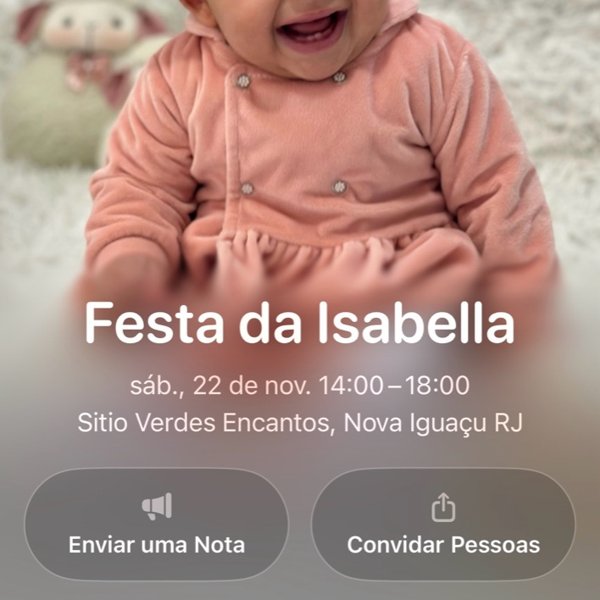 Festa da Isabella
sáb., 22 de nov. 14:00–18:00
Sitio Verdes Encantos, Nova Iguaçu RJ
Enviar uma Nota
Convidar Pessoas